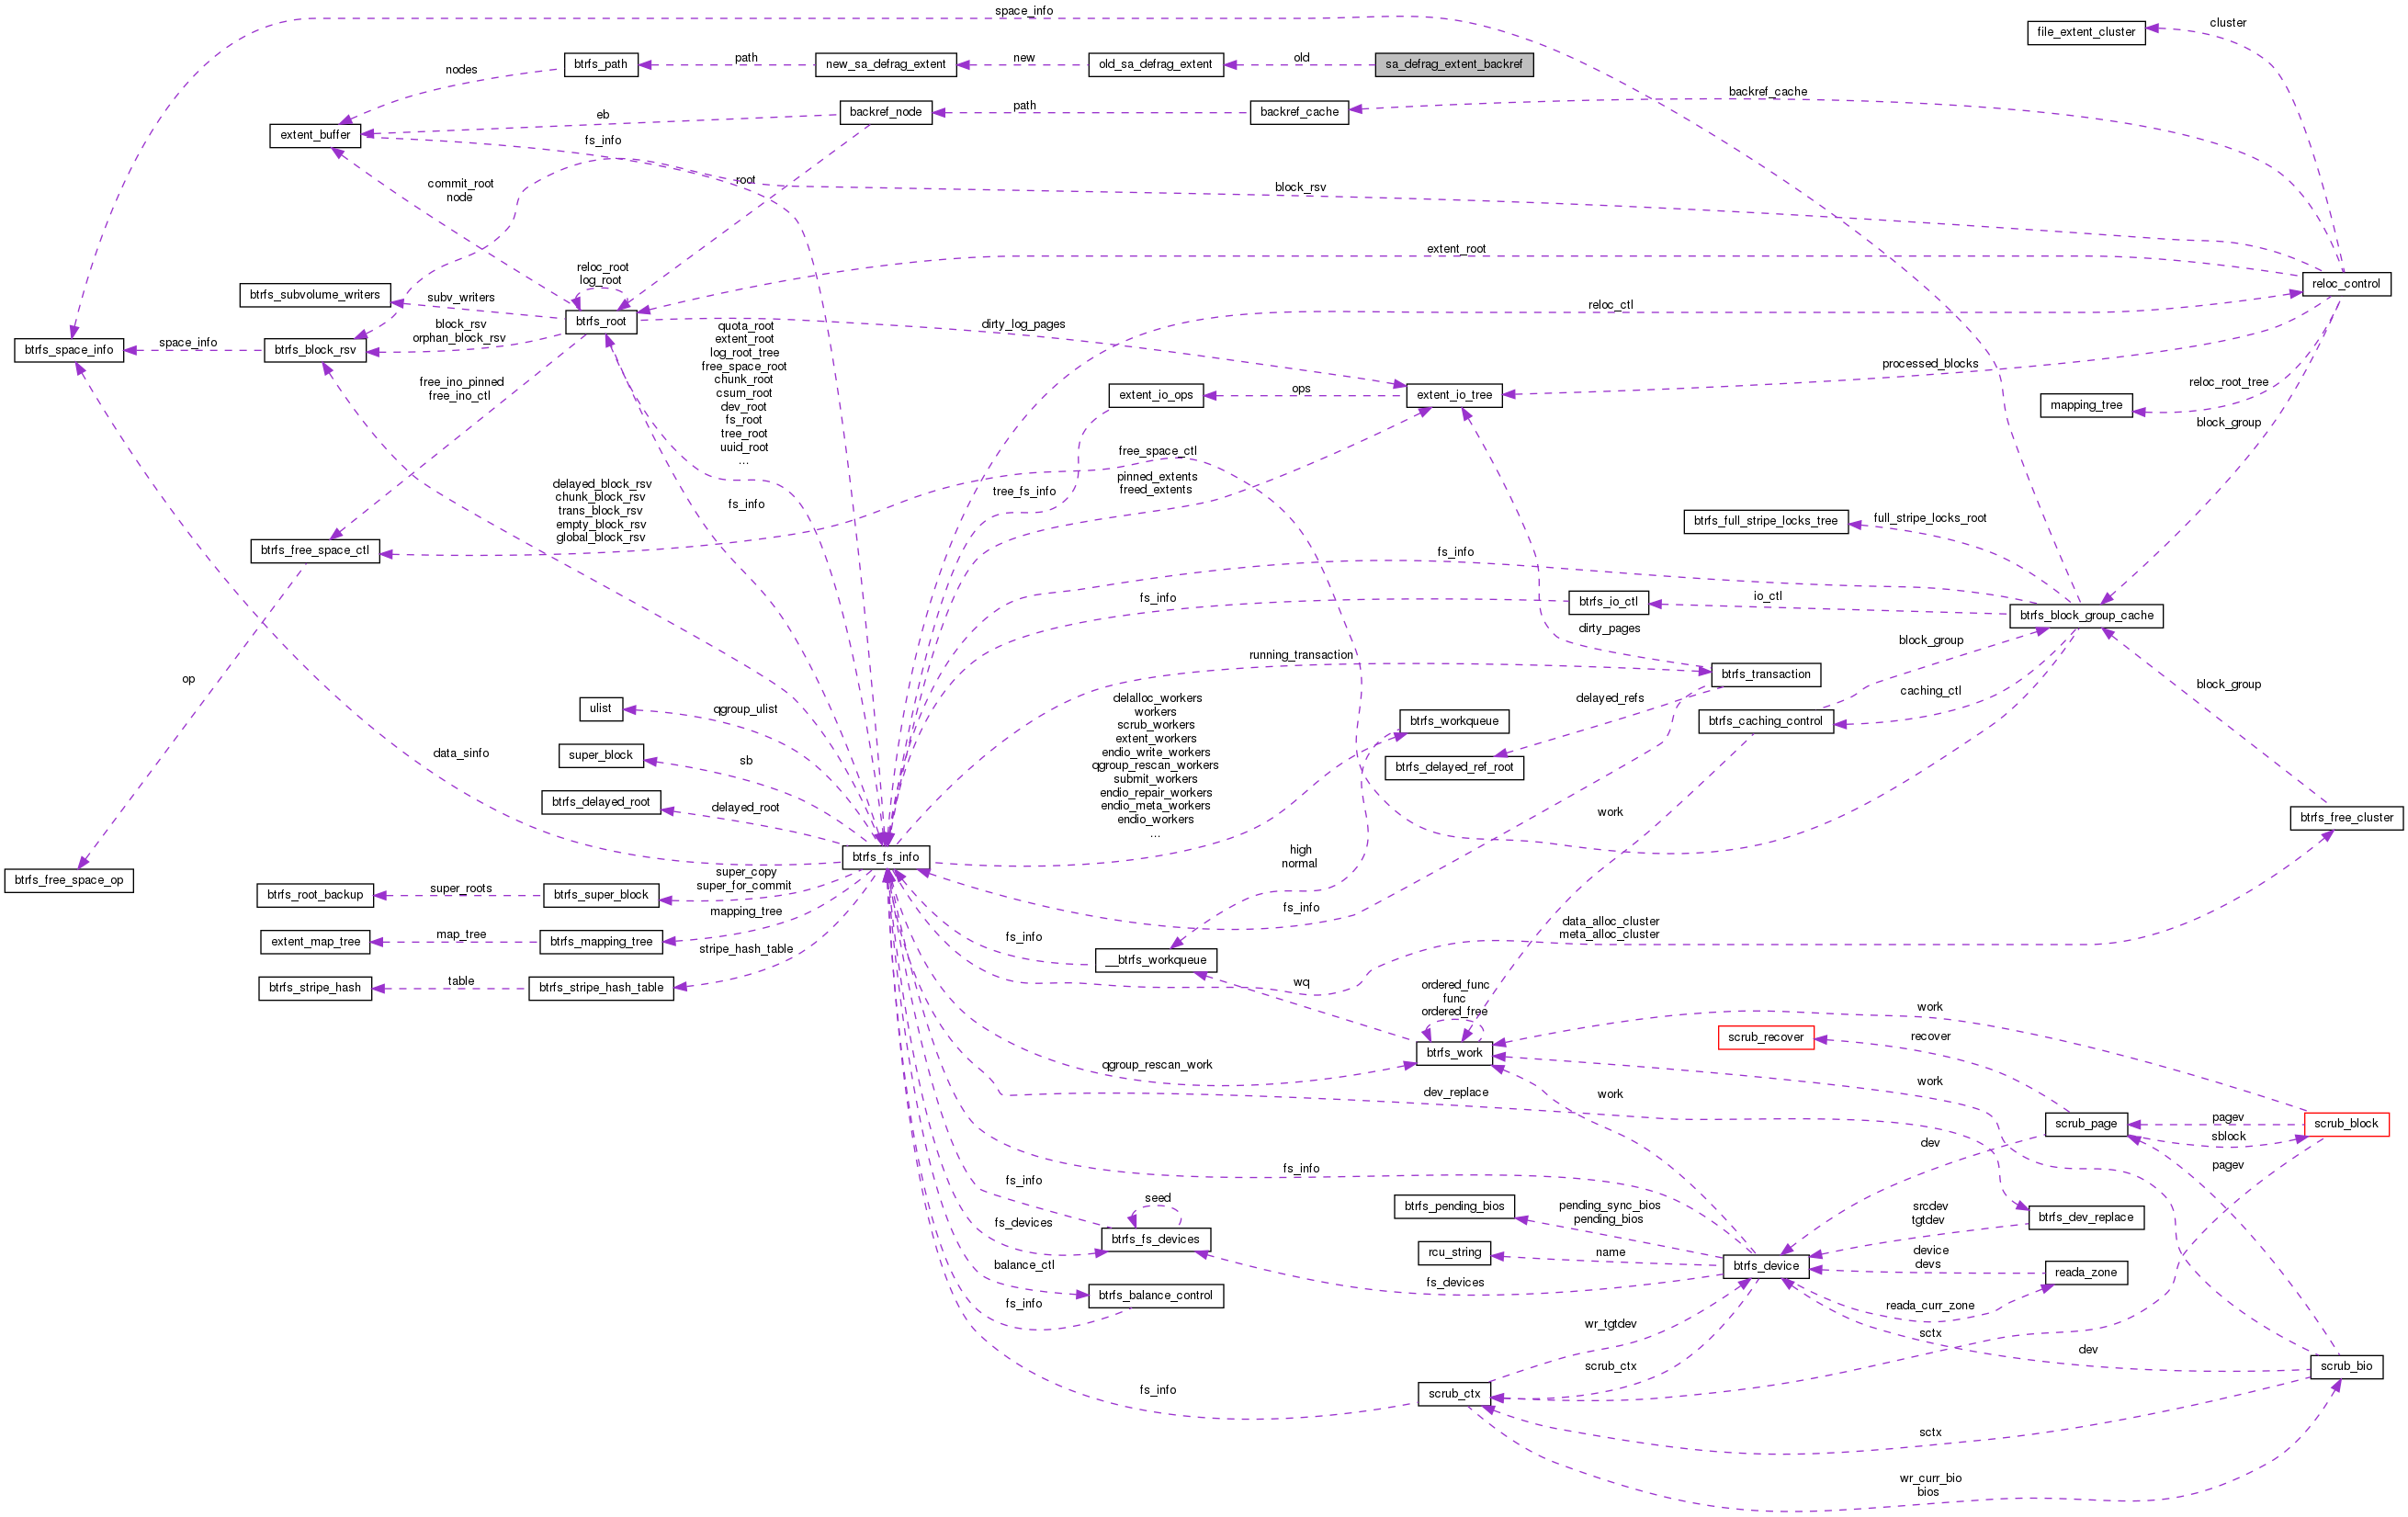 space_info
cluster
file_extent_cluster
btrfs_path
path
new_sa_defrag_extent
new
old_sa_defrag_extent
old
sa_defrag_extent_backref
nodes
backref_cache
extent_buffer
eb
backref_node
path
backref_cache
fs_info
root
commit_root
node
block_rsv
extent_root
reloc_root
log_root
btrfs_subvolume_writers
subv_writers
btrfs_root
reloc_control
reloc_ctl
block_rsv
orphan_block_rsv
btrfs_space_info
space_info
btrfs_block_rsv
quota_root
extent_root
log_root_tree
free_space_root
chunk_root
csum_root
dev_root
fs_root
tree_root
uuid_root
...
dirty_log_pages
processed_blocks
free_ino_pinned
free_ino_ctl
extent_io_ops
ops
extent_io_tree
reloc_root_tree
mapping_tree
block_group
free_space_ctl
pinned_extents
freed_extents
tree_fs_info
delayed_block_rsv
chunk_block_rsv
trans_block_rsv
empty_block_rsv
global_block_rsv
fs_info
btrfs_full_stripe_locks_tree
full_stripe_locks_root
btrfs_free_space_ctl
fs_info
fs_info
btrfs_io_ctl
io_ctl
btrfs_block_group_cache
dirty_pages
block_group
running_transaction
btrfs_transaction
op
ulist
qgroup_ulist
delalloc_workers
workers
scrub_workers
extent_workers
endio_write_workers
qgroup_rescan_workers
submit_workers
endio_repair_workers
endio_meta_workers
endio_workers
...
delayed_refs
caching_ctl
block_group
btrfs_workqueue
btrfs_caching_control
data_sinfo
super_block
sb
btrfs_delayed_ref_root
btrfs_delayed_root
delayed_root
work
btrfs_free_cluster
btrfs_free_space_op
btrfs_fs_info
high
normal
btrfs_root_backup
super_roots
btrfs_super_block
super_copy
super_for_commit
fs_info
extent_map_tree
map_tree
btrfs_mapping_tree
mapping_tree
data_alloc_cluster
meta_alloc_cluster
stripe_hash_table
fs_info
__btrfs_workqueue
btrfs_stripe_hash
table
btrfs_stripe_hash_table
wq
ordered_func
func
ordered_free
work
scrub_recover
recover
btrfs_work
qgroup_rescan_work
work
dev_replace
work
scrub_page
pagev
sblock
scrub_block
dev
pagev
fs_info
fs_info
seed
btrfs_pending_bios
pending_sync_bios
pending_bios
srcdev
tgtdev
btrfs_dev_replace
fs_devices
btrfs_fs_devices
rcu_string
name
btrfs_device
device
devs
reada_zone
balance_ctl
fs_devices
btrfs_balance_control
fs_info
reada_curr_zone
wr_tgtdev
sctx
dev
scrub_ctx
scrub_bio
fs_info
scrub_ctx
sctx
wr_curr_bio
bios